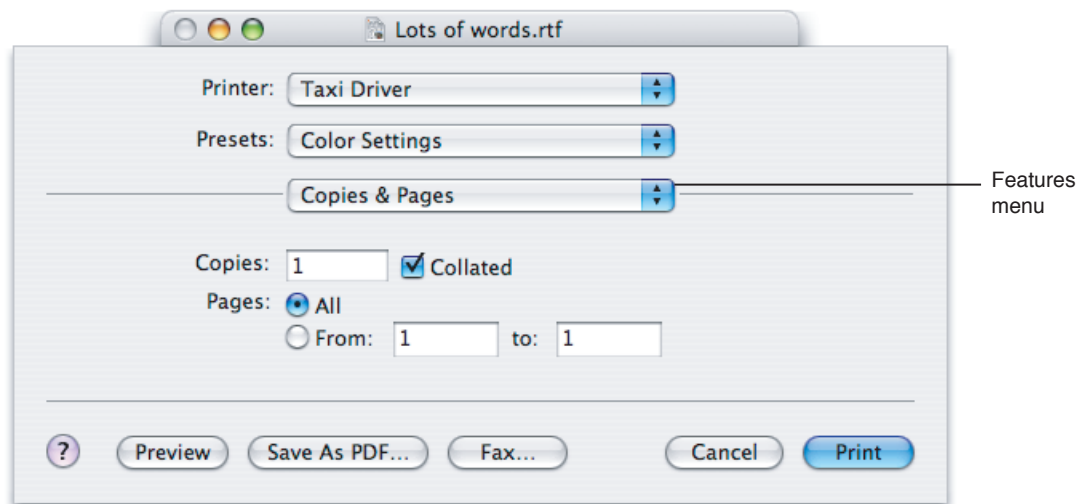 Lots of words.rtf
Printer: Taxi Driver
Presets: Color Settings
Copies & Pages
Features
menu
Copies: 1 Collated
Pages: All
From: 1 to: 1
? Preview Save As PDF... Fax... Cancel Print